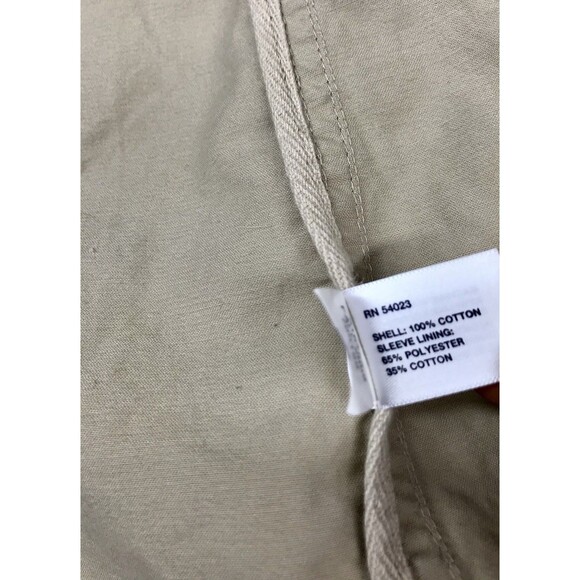 RN 54023
SHELL: 100% COTTON
SLEEVE LINING:
65% POLYESTER
35% COTTON